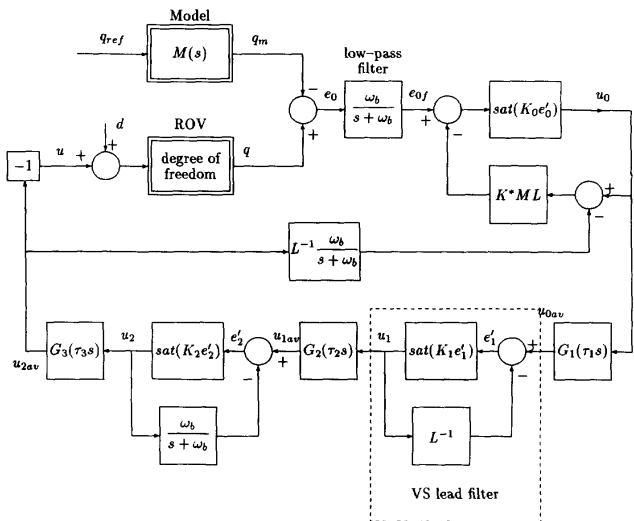 Model
q_ref
M(s)
q_m
low–pass
filter
−
e_0
ω_b
s + ω_b
e_0f
+
−
sat(K_0e'_0)
u_0
+
d
ROV
−1
u
+
+
degree of
freedom
q
K*ML
+
−
L^{-1} ω_b
s + ω_b
u_0av
G_3(τ_3s)
u_2av
u_2
sat(K_2e'_2)
e'_2
u_1av
−
+
G_2(τ_2s)
u_1
sat(K_1e'_1)
e'_1
+
−
G_1(τ_1s)
ω_b
s + ω_b
L^{-1}
VS lead filter